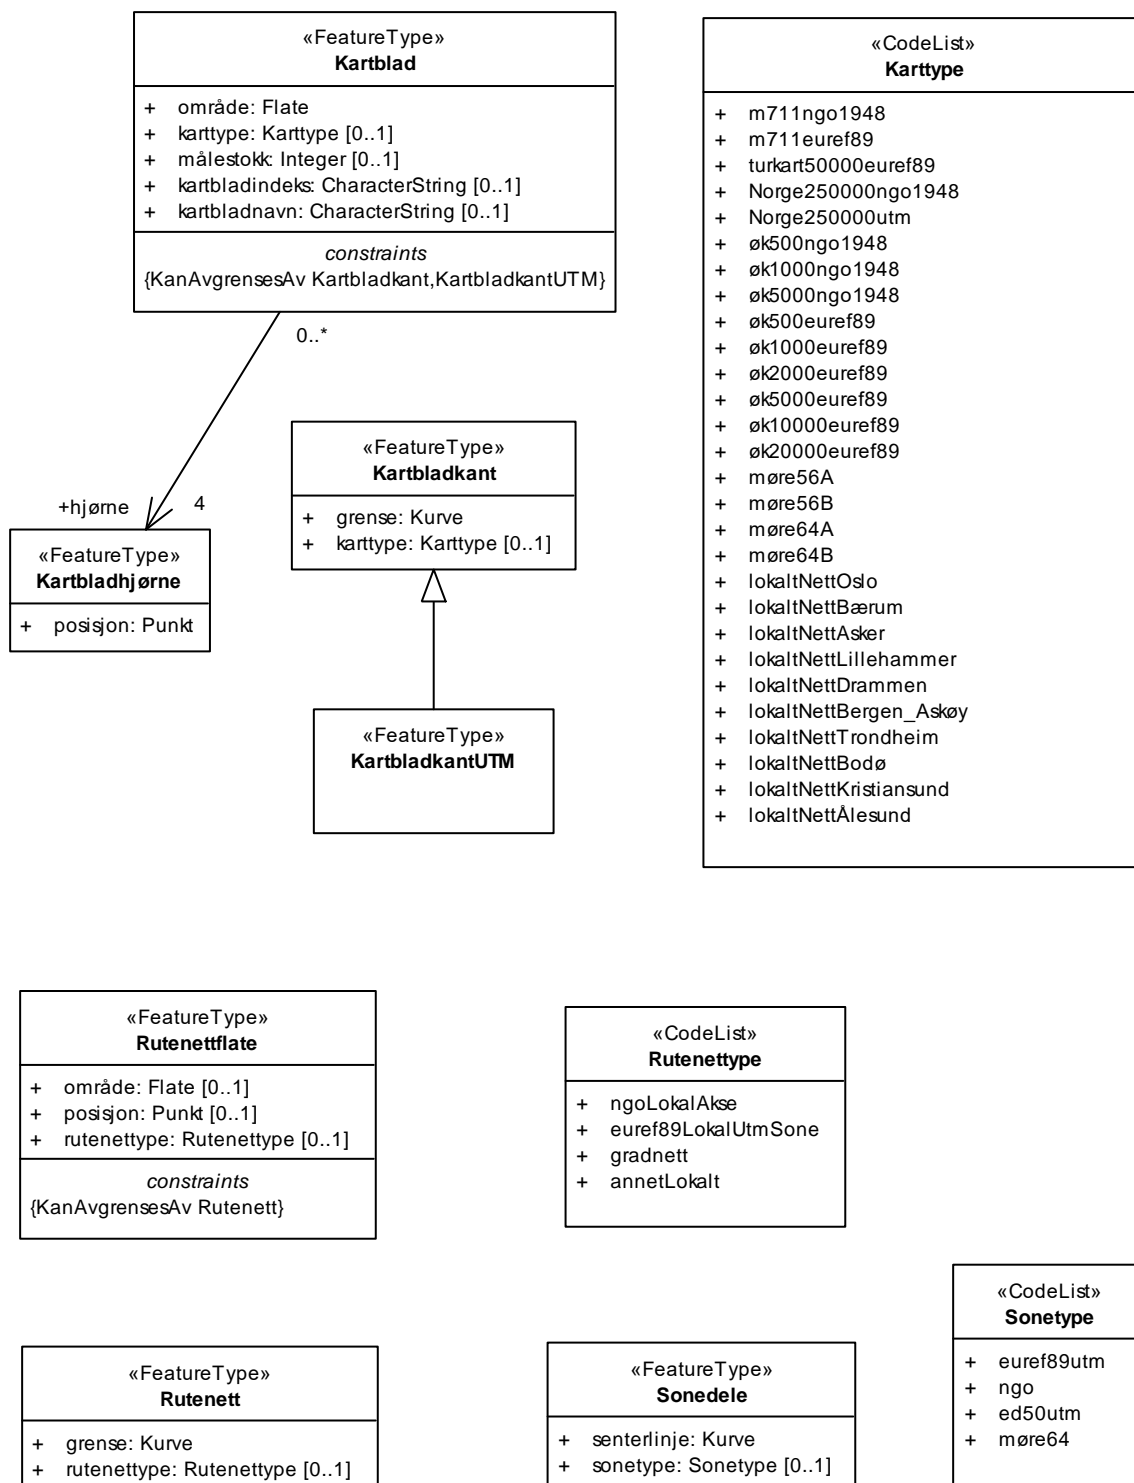 «FeatureType»
Kartblad
+ område: Flate
+ karttype: Karttype [0..1]
+ målestokk: Integer [0..1]
+ kartbladindeks: CharacterString [0..1]
+ kartbladnavn: CharacterString [0..1]
constraints
{KanAvgrensesAv Kartbladkant,KartbladkantUTM}
0..*
+hjørne 4
«FeatureType»
Kartbladhjørne
+ posisjon: Punkt
«FeatureType»
Kartbladkant
+ grense: Kurve
+ karttype: Karttype [0..1]
«FeatureType»
KartbladkantUTM
«CodeList»
Karttype
+ m711ngo1948
+ m711euref89
+ turkart50000euref89
+ Norge250000ngo1948
+ Norge250000utm
+ øk500ngo1948
+ øk1000ngo1948
+ øk5000ngo1948
+ øk500euref89
+ øk1000euref89
+ øk2000euref89
+ øk5000euref89
+ øk10000euref89
+ øk20000euref89
+ møre56A
+ møre56B
+ møre64A
+ møre64B
+ lokaltNettOslo
+ lokaltNettBærum
+ lokaltNettAsker
+ lokaltNettLillehammer
+ lokaltNettDrammen
+ lokaltNettBergen_Askøy
+ lokaltNettTrondheim
+ lokaltNettBodø
+ lokaltNettKristiansund
+ lokaltNettÅlesund
«FeatureType»
Rutenettflate
+ område: Flate [0..1]
+ posisjon: Punkt [0..1]
+ rutenettype: Rutenettype [0..1]
constraints
{KanAvgrensesAv Rutenett}
«CodeList»
Rutenettype
+ ngoLokalAkse
+ euref89LokalUtmSone
+ gradnett
+ annetLokalt
«FeatureType»
Rutenett
+ grense: Kurve
+ rutenettype: Rutenettype [0..1]
«FeatureType»
Sonedele
+ senterlinje: Kurve
+ sonetype: Sonetype [0..1]
«CodeList»
Sonetype
+ euref89utm
+ ngo
+ ed50utm
+ møre64